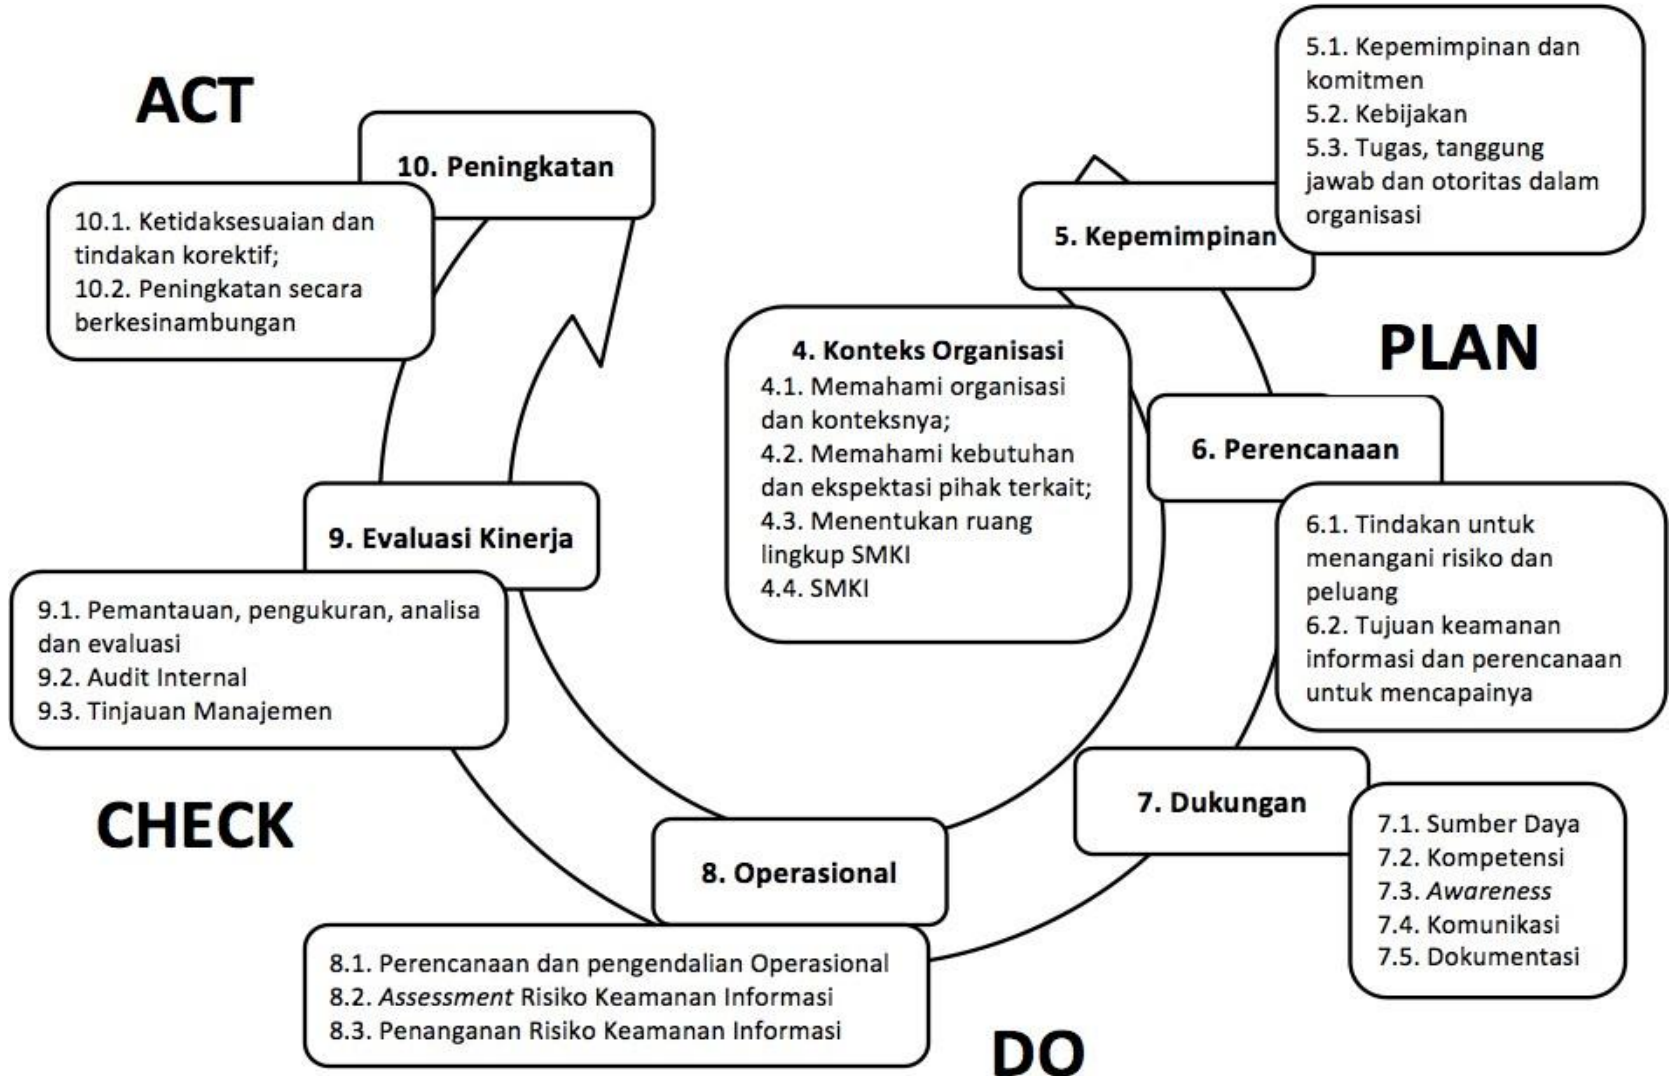 ACT
10. Peningkatan
10.1. Ketidaksesuaian dan
tindakan korektif;
10.2. Peningkatan secara
berkesinambungan
5.1. Kepemimpinan dan
komitmen
5.2. Kebijakan
5.3. Tugas, tanggung
jawab dan otoritas dalam
organisasi
5. Kepemimpinan
PLAN
4. Konteks Organisasi
4.1. Memahami organisasi
dan konteksnya;
4.2. Memahami kebutuhan
dan ekspektasi pihak terkait;
4.3. Menentukan ruang
lingkup SMKI
4.4. SMKI
6. Perencanaan
6.1. Tindakan untuk
menangani risiko dan
peluang
6.2. Tujuan keamanan
informasi dan perencanaan
untuk mencapainya
9. Evaluasi Kinerja
9.1. Pemantauan, pengukuran, analisa
dan evaluasi
9.2. Audit Internal
9.3. Tinjauan Manajemen
CHECK
7. Dukungan
7.1. Sumber Daya
7.2. Kompetensi
7.3. Awareness
7.4. Komunikasi
7.5. Dokumentasi
8. Operasional
8.1. Perencanaan dan pengendalian Operasional
8.2. Assessment Risiko Keamanan Informasi
8.3. Penanganan Risiko Keamanan Informasi
DO